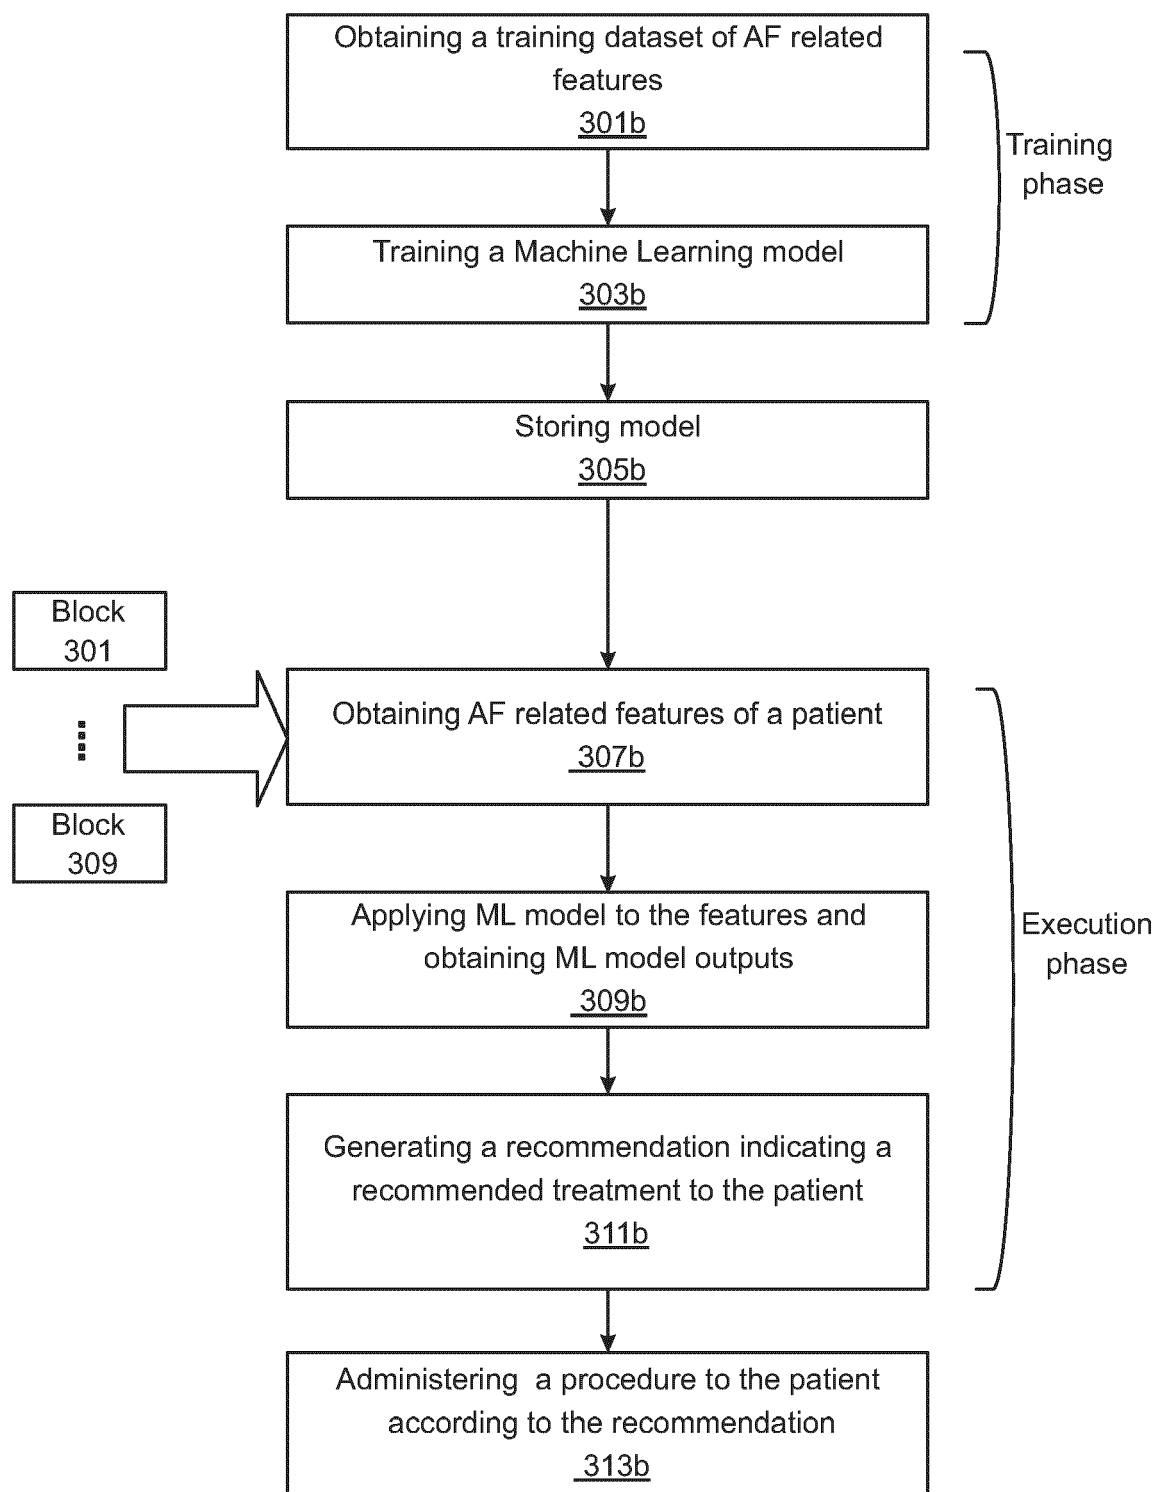 Obtaining a training dataset of AF related
features
301b
Training
phase
Training a Machine Learning model
303b
Storing model
305b
Block
301
Obtaining AF related features of a patient
307b
Block
309
Applying ML model to the features and
obtaining ML model outputs
309b
Execution
phase
Generating a recommendation indicating a
recommended treatment to the patient
311b
Administering a procedure to the patient
according to the recommendation
313b